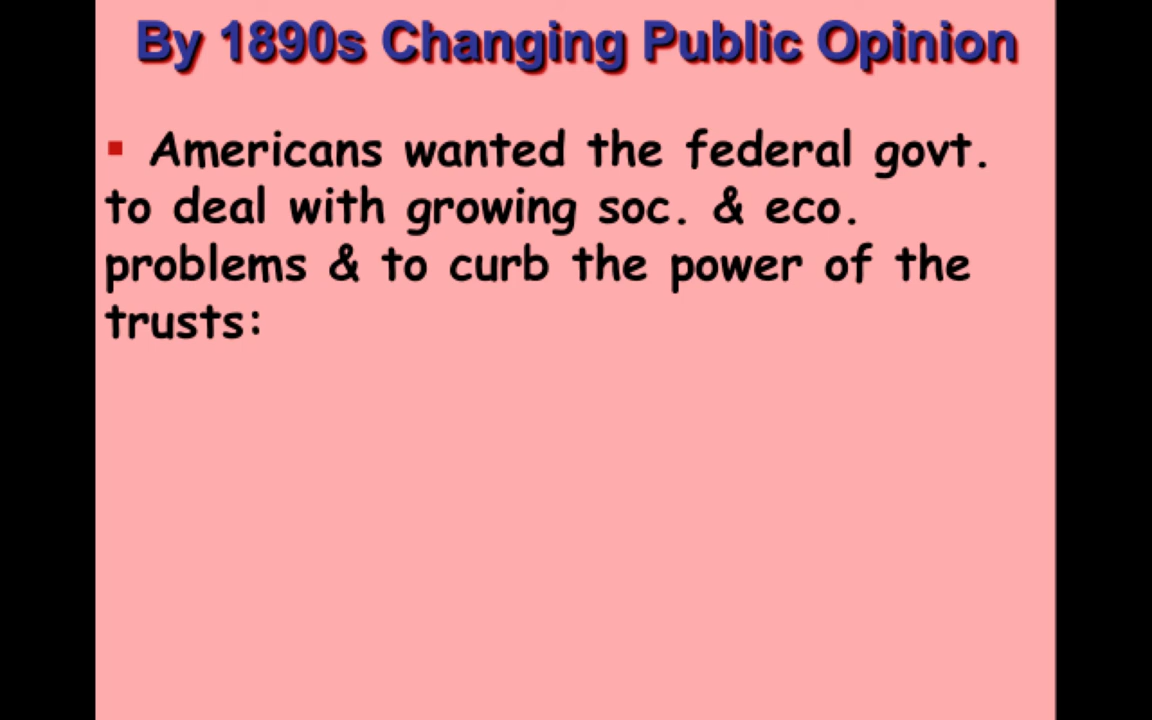 By 1890s Changing Public Opinion
▪ Americans wanted the federal govt.
to deal with growing soc. & eco.
problems & to curb the power of the
trusts: